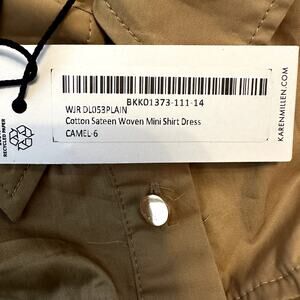 BKK01373-111-14
WJR DL053PLAIN
Cotton Sateen Woven Mini Shirt Dress
CAMEL-6
KARENMILLEN.COM
RECYCLED PAPER